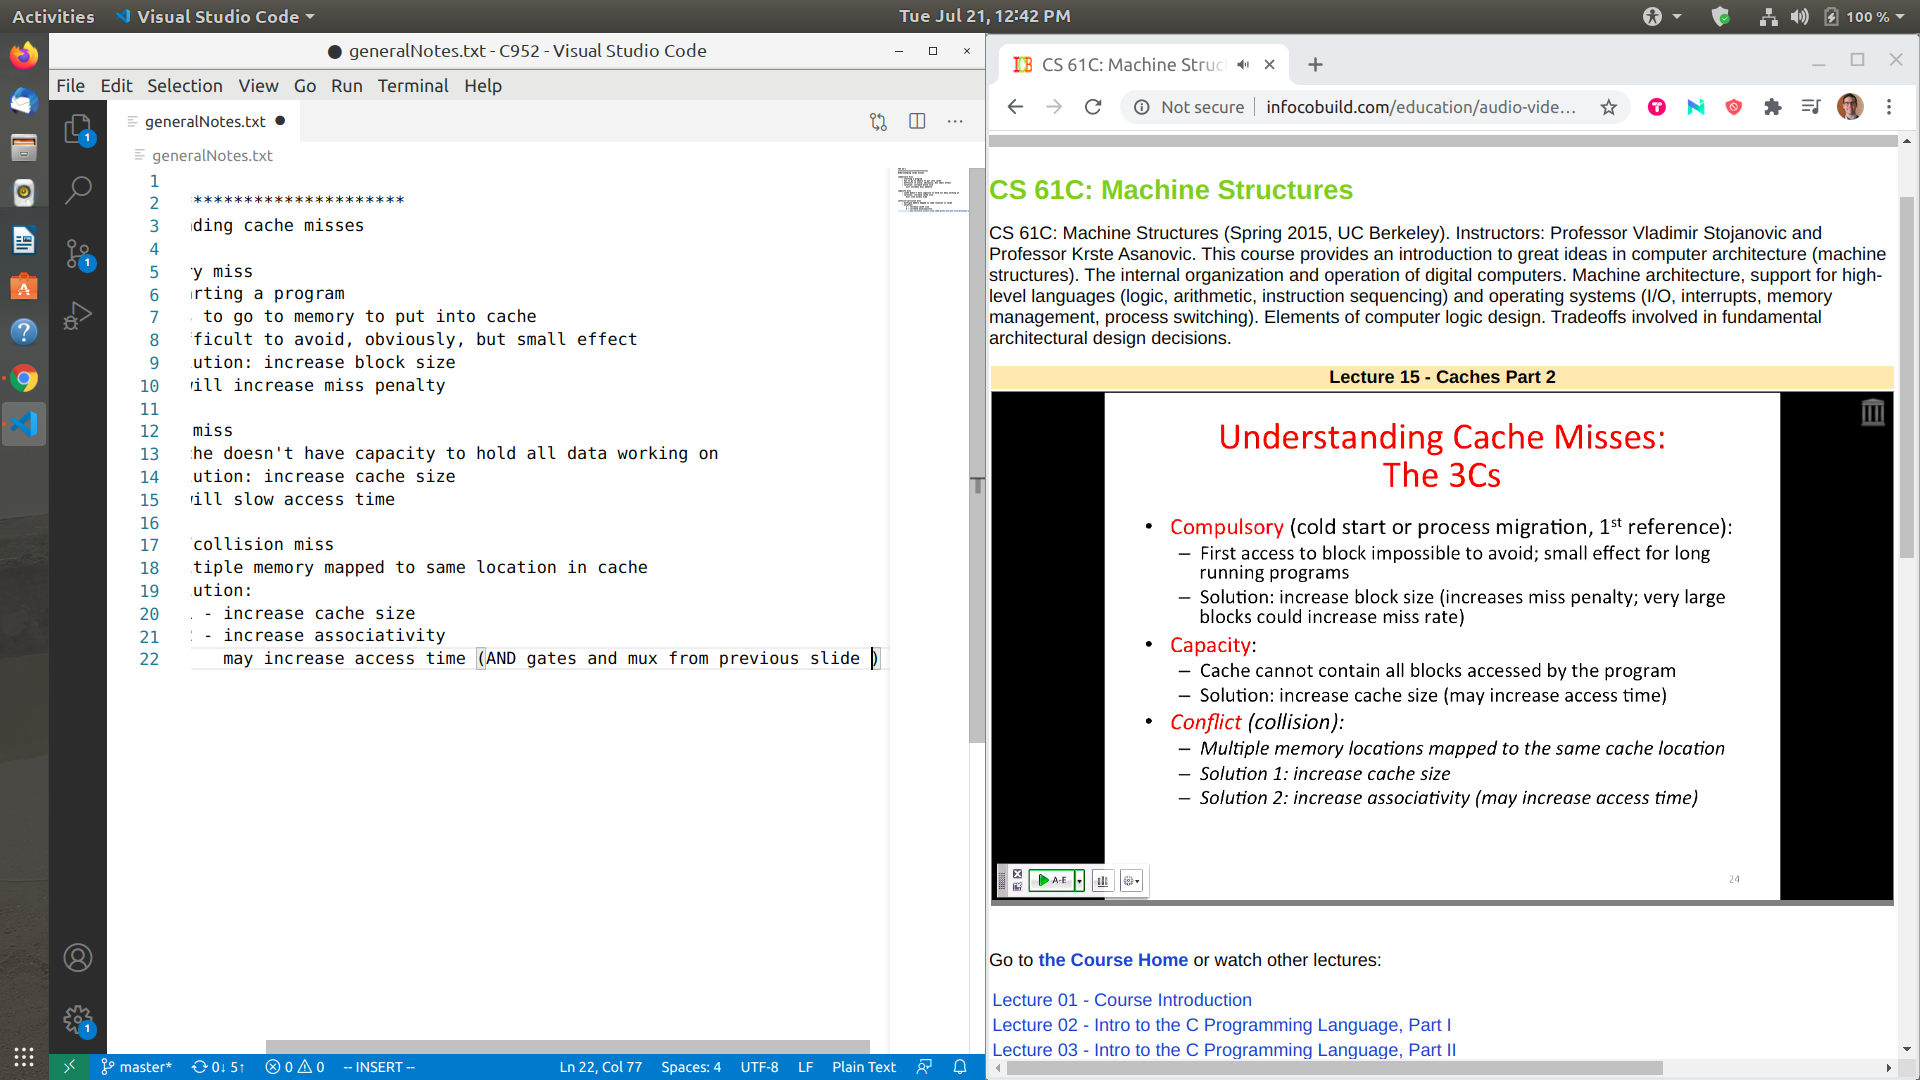 Activities
Visual Studio Code
Tue Jul 21, 12:42 PM
100 %
generalNotes.txt - C952 - Visual Studio Code
File Edit Selection View Go Run Terminal Help
generalNotes.txt
generalNotes.txt
1
2 *********************
3 ding cache misses
4
5 y miss
6 rting a program
7 to go to memory to put into cache
8 ficult to avoid, obviously, but small effect
9 ution: increase block size
10 will increase miss penalty
11
12 miss
13 he doesn't have capacity to hold all data working on
14 ution: increase cache size
15 will slow access time
16
17 collision miss
18 tiple memory mapped to same location in cache
19 ution:
20 - increase cache size
21 - increase associativity
22 may increase access time (AND gates and mux from previous slide )
1
1
1
master* 0↓ 5↑ 0 0 -- INSERT -- Ln 22, Col 77 Spaces: 4 UTF-8 LF Plain Text
CS 61C: Machine Struc
Not secure infocobuild.com/education/audio-vide...
CS 61C: Machine Structures
CS 61C: Machine Structures (Spring 2015, UC Berkeley). Instructors: Professor Vladimir Stojanovic and
Professor Krste Asanovic. This course provides an introduction to great ideas in computer architecture (machine
structures). The internal organization and operation of digital computers. Machine architecture, support for high-
level languages (logic, arithmetic, instruction sequencing) and operating systems (I/O, interrupts, memory
management, process switching). Elements of computer logic design. Tradeoffs involved in fundamental
architectural design decisions.
Lecture 15 - Caches Part 2
Understanding Cache Misses:
The 3Cs
• Compulsory (cold start or process migration, 1st reference):
– First access to block impossible to avoid; small effect for long
running programs
– Solution: increase block size (increases miss penalty; very large
blocks could increase miss rate)
• Capacity:
– Cache cannot contain all blocks accessed by the program
– Solution: increase cache size (may increase access time)
• Conflict (collision):
– Multiple memory locations mapped to the same cache location
– Solution 1: increase cache size
– Solution 2: increase associativity (may increase access time)
A-E
24
Go to the Course Home or watch other lectures:
Lecture 01 - Course Introduction
Lecture 02 - Intro to the C Programming Language, Part I
Lecture 03 - Intro to the C Programming Language, Part II